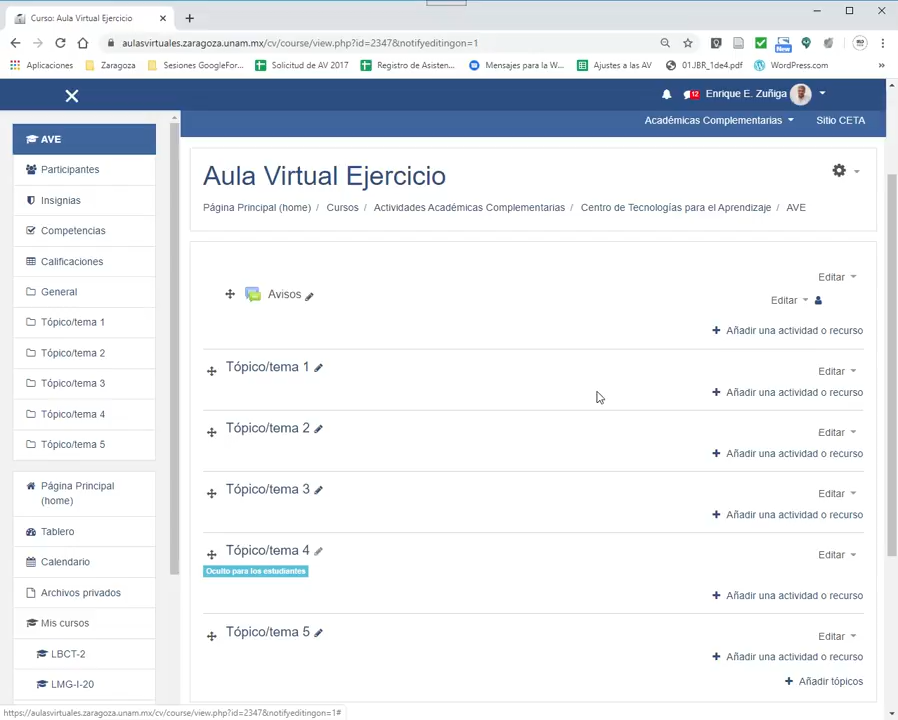 Curso: Aula Virtual Ejercicio
aulasvirtuales.zaragoza.unam.mx/cv/course/view.php?id=2347&notifyeditingon=1
New
Aplicaciones
Zaragoza
Sesiones GoogleFor...
Solicitud de AV 2017
Registro de Asisten...
Mensajes para la W...
Ajustes a las AV
01.JBR_1de4.pdf
WordPress.com
»
12
Enrique E. Zuñiga
Académicas Complementarias
Sitio CETA
AVE
Participantes
Insignias
Competencias
Calificaciones
General
Tópico/tema 1
Tópico/tema 2
Tópico/tema 3
Tópico/tema 4
Tópico/tema 5
Página Principal
(home)
Tablero
Calendario
Archivos privados
Mis cursos
LBCT-2
LMG-I-20
Aula Virtual Ejercicio
Página Principal (home) / Cursos / Actividades Académicas Complementarias / Centro de Tecnologías para el Aprendizaje / AVE
Editar
Avisos
Editar
Añadir una actividad o recurso
Tópico/tema 1
Editar
Añadir una actividad o recurso
Tópico/tema 2
Editar
Añadir una actividad o recurso
Tópico/tema 3
Editar
Añadir una actividad o recurso
Tópico/tema 4
Editar
Oculto para los estudiantes
Añadir una actividad o recurso
Tópico/tema 5
Editar
Añadir una actividad o recurso
Añadir tópicos
https://aulasvirtuales.zaragoza.unam.mx/cv/course/view.php?id=2347&notifyeditingon=1#